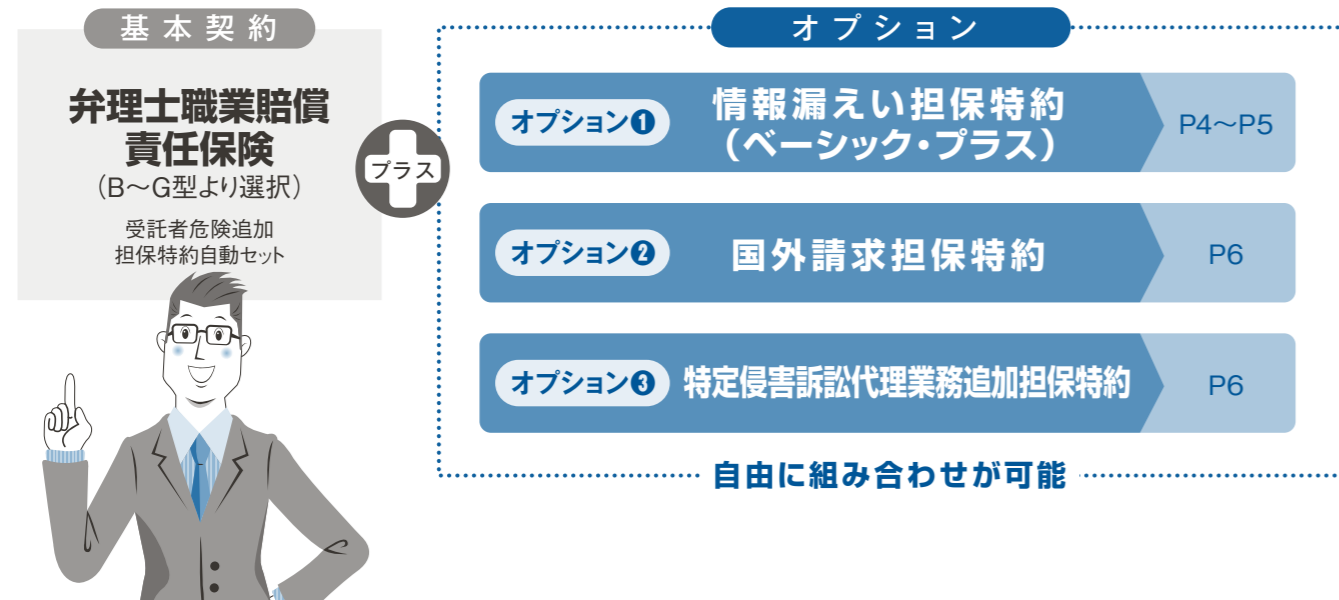 基本契約
弁理士職業賠償
責任保険
（B～G型より選択）
受託者危険追加
担保特約自動セット
プラス
オプション
オプション❶
情報漏えい担保特約
（ベーシック・プラス）
P4～P5
オプション❷
国外請求担保特約
P6
オプション❸
特定侵害訴訟代理業務追加担保特約
P6
自由に組み合わせが可能